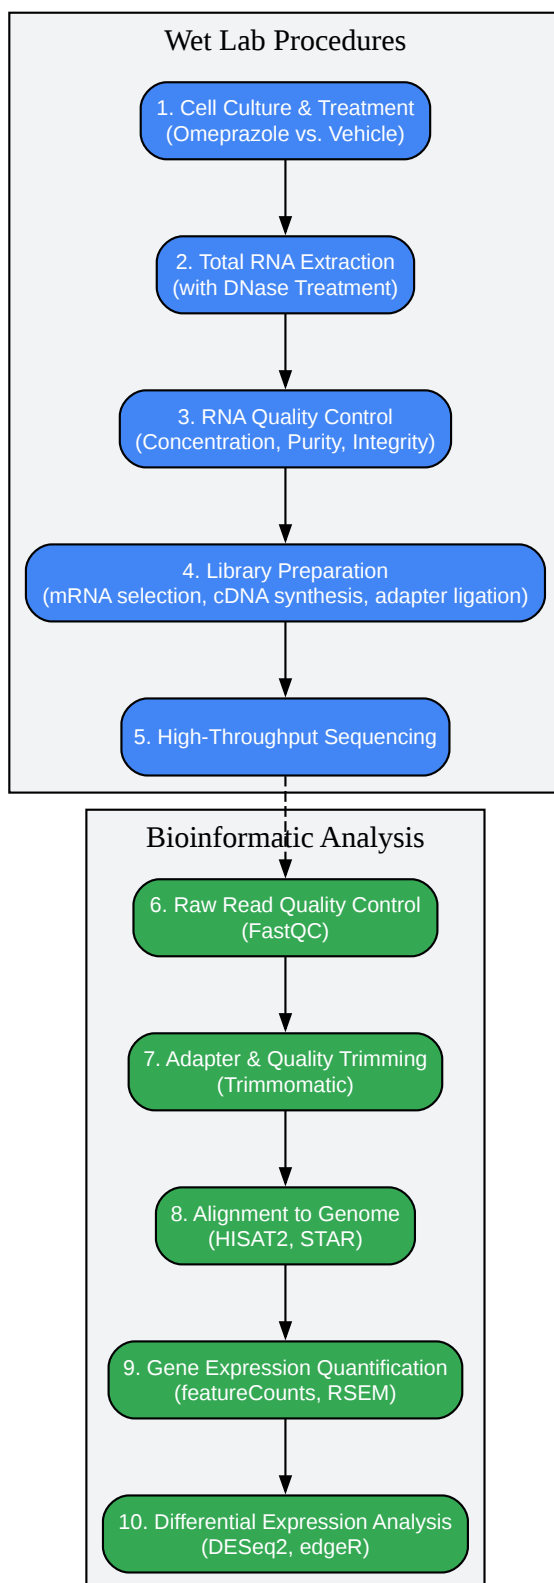 Wet Lab Procedures
1. Cell Culture & Treatment
(Omeprazole vs. Vehicle)
2. Total RNA Extraction
(with DNase Treatment)
3. RNA Quality Control
(Concentration, Purity, Integrity)
4. Library Preparation
(mRNA selection, cDNA synthesis, adapter ligation)
5. High-Throughput Sequencing
Bioinformatic Analysis
6. Raw Read Quality Control
(FastQC)
7. Adapter & Quality Trimming
(Trimmomatic)
8. Alignment to Genome
(HISAT2, STAR)
9. Gene Expression Quantification
(featureCounts, RSEM)
10. Differential Expression Analysis
(DESeq2, edgeR)